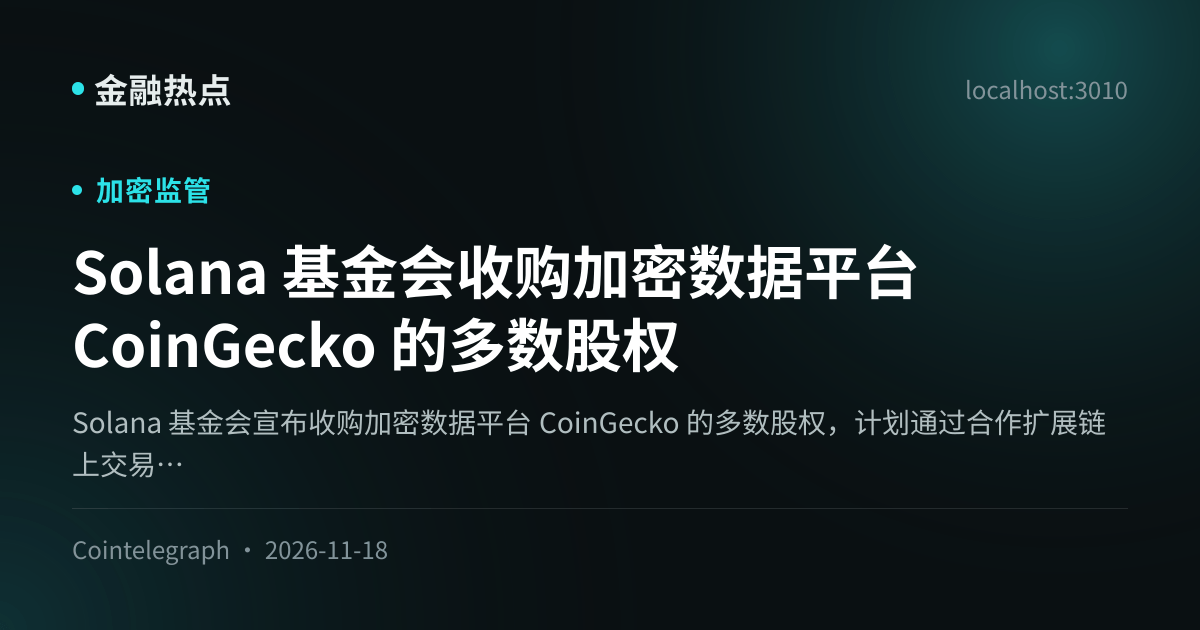 金融热点
localhost:3010
加密监管
Solana 基金会收购加密数据平台
CoinGecko 的多数股权
Solana 基金会宣布收购加密数据平台 CoinGecko 的多数股权，计划通过合作扩展链
上交易…
Cointelegraph · 2026-11-18